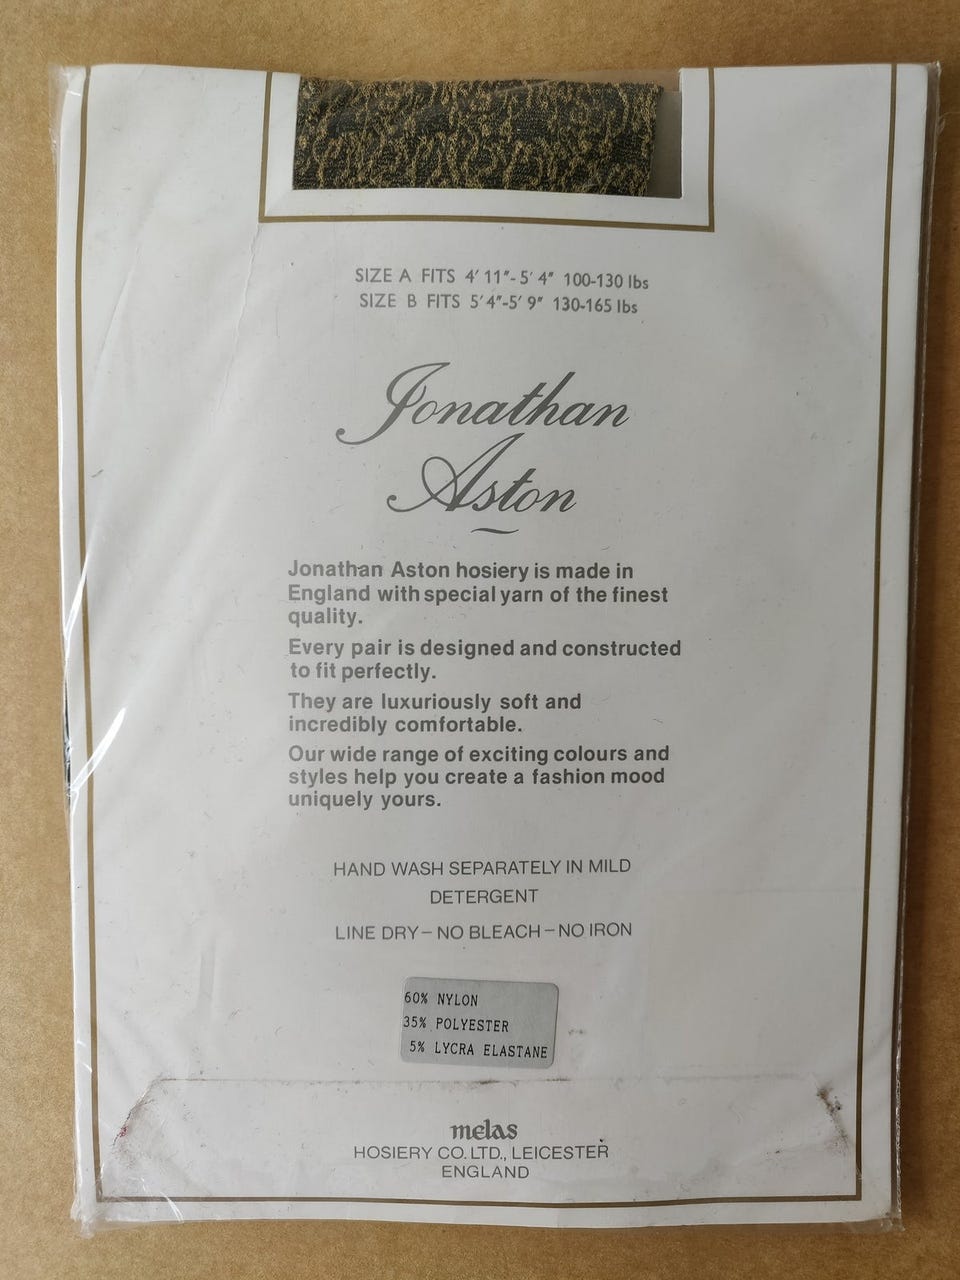 SIZE A FITS 4' 11"-5' 4" 100-130 lbs
SIZE B FITS 5' 4"-5' 9" 130-165 lbs
Jonathan
Aston
Jonathan Aston hosiery is made in
England with special yarn of the finest
quality.
Every pair is designed and constructed
to fit perfectly.
They are luxuriously soft and
incredibly comfortable.
Our wide range of exciting colours and
styles help you create a fashion mood
uniquely yours.
HAND WASH SEPARATELY IN MILD
DETERGENT
LINE DRY – NO BLEACH – NO IRON
60% NYLON
35% POLYESTER
5% LYCRA ELASTANE
melas
HOSIERY CO. LTD., LEICESTER
ENGLAND